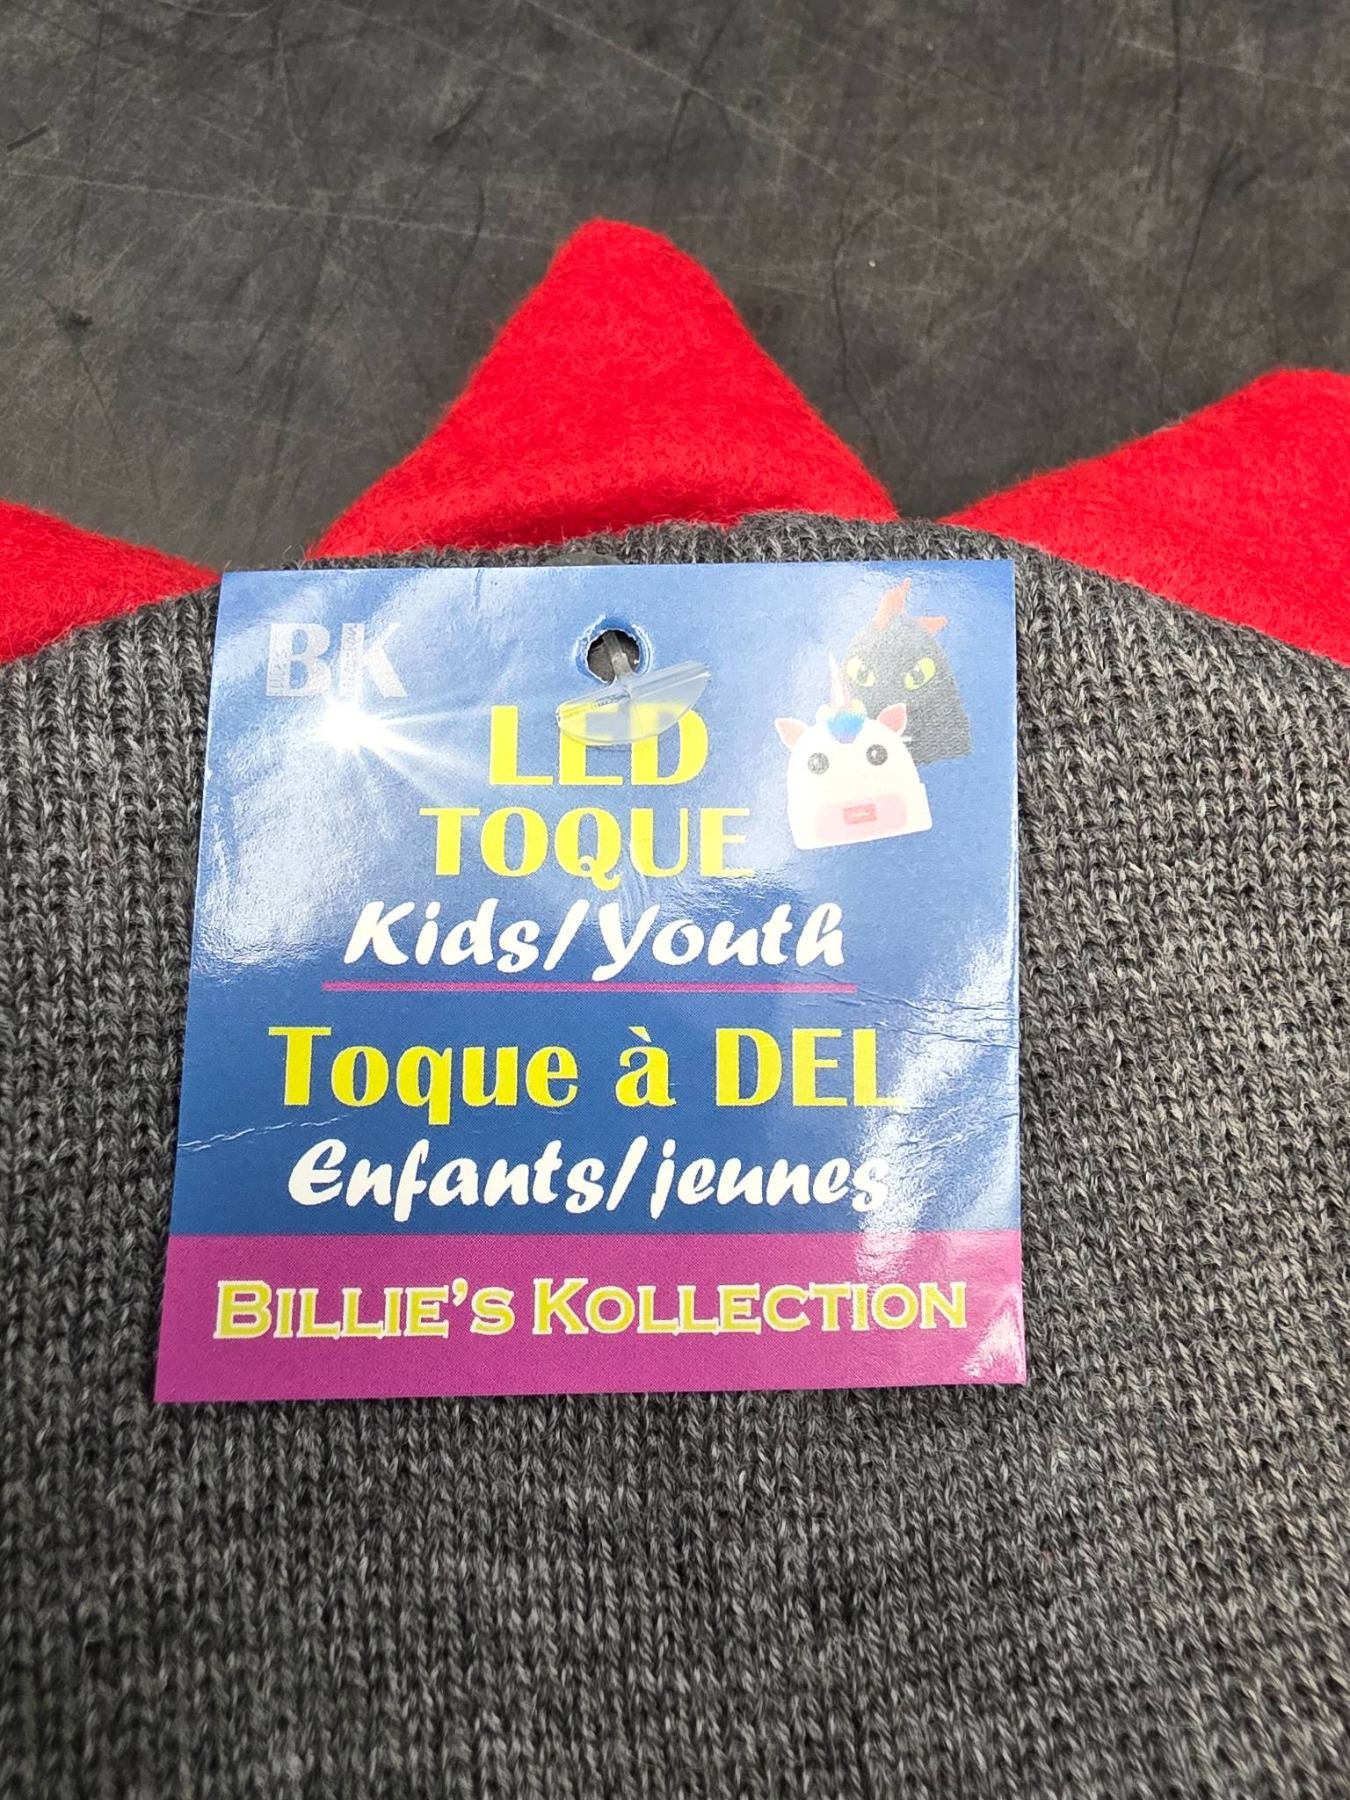 BK
LED
TOQUE
Kids/Youth
Toque à DEL
Enfants/jeunes
BILLIE'S KOLLECTION